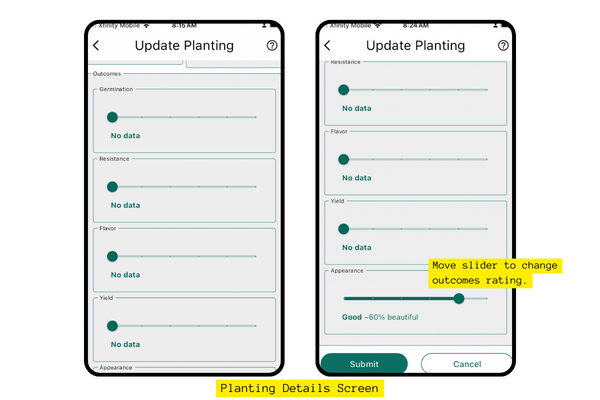 Xfinity Mobile 8:15 AM
Update Planting
Outcomes
Germination
No data
Resistance
No data
Flavor
No data
Yield
No data
Appearance
Xfinity Mobile 8:24 AM
Update Planting
Resistance
No data
Flavor
No data
Yield
No data
Appearance
Good ~60% beautiful
Submit Cancel
Move slider to change
outcomes rating.
Planting Details Screen